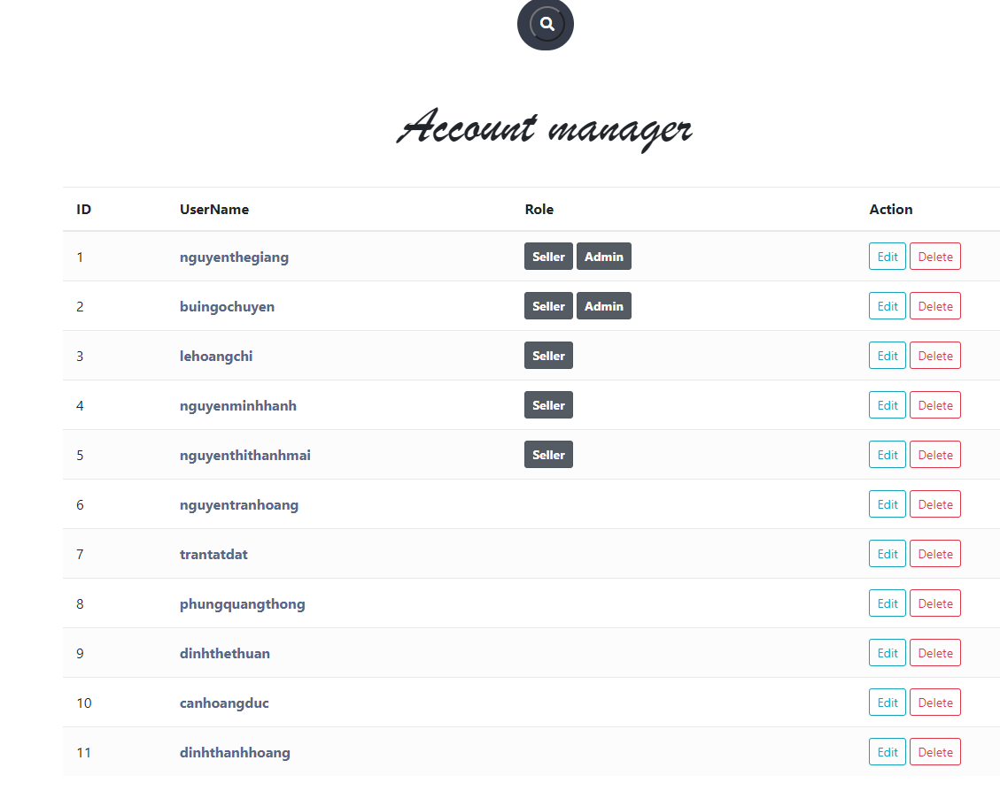 Account manager
ID UserName Role Action
1 nguyenthegiang Seller Admin Edit Delete
2 buingochuyen Seller Admin Edit Delete
3 lehoangchi Seller Edit Delete
4 nguyenminhhanh Seller Edit Delete
5 nguyenthithanhmai Seller Edit Delete
6 nguyentranhoang Edit Delete
7 trantatdat Edit Delete
8 phungquangthong Edit Delete
9 dinhthethuan Edit Delete
10 canhoangduc Edit Delete
11 dinhthanhhoang Edit Delete